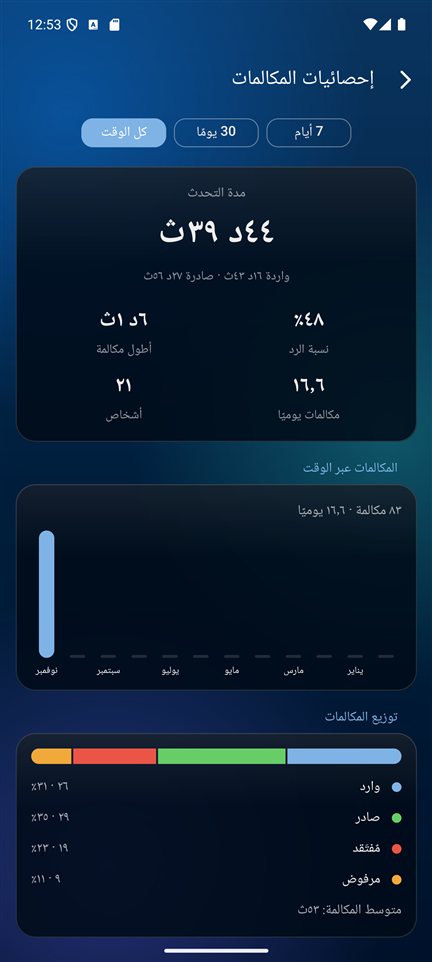 12:53
إحصائيات المكالمات
7 أيام
30 يومًا
كل الوقت
مدة التحدث
٤٤د ٣٩ث
واردة ١٦د ٤٣ث · صادرة ٢٧د ٥٦ث
٤٨٪ ٦د ١ث
نسبة الرد أطول مكالمة
١٦٫٦ ٢١
مكالمات يوميًا أشخاص
المكالمات عبر الوقت
٨٣ مكالمة · ١٦٫٦ يوميًا
يناير مارس مايو يوليو سبتمبر نوفمبر
توزيع المكالمات
وارد ٢٦ · ٣١٪
صادر ٢٩ · ٣٥٪
مُفتَقد ١٩ · ٢٣٪
مرفوض ٩ · ١١٪
متوسط المكالمة: ٥٣ث